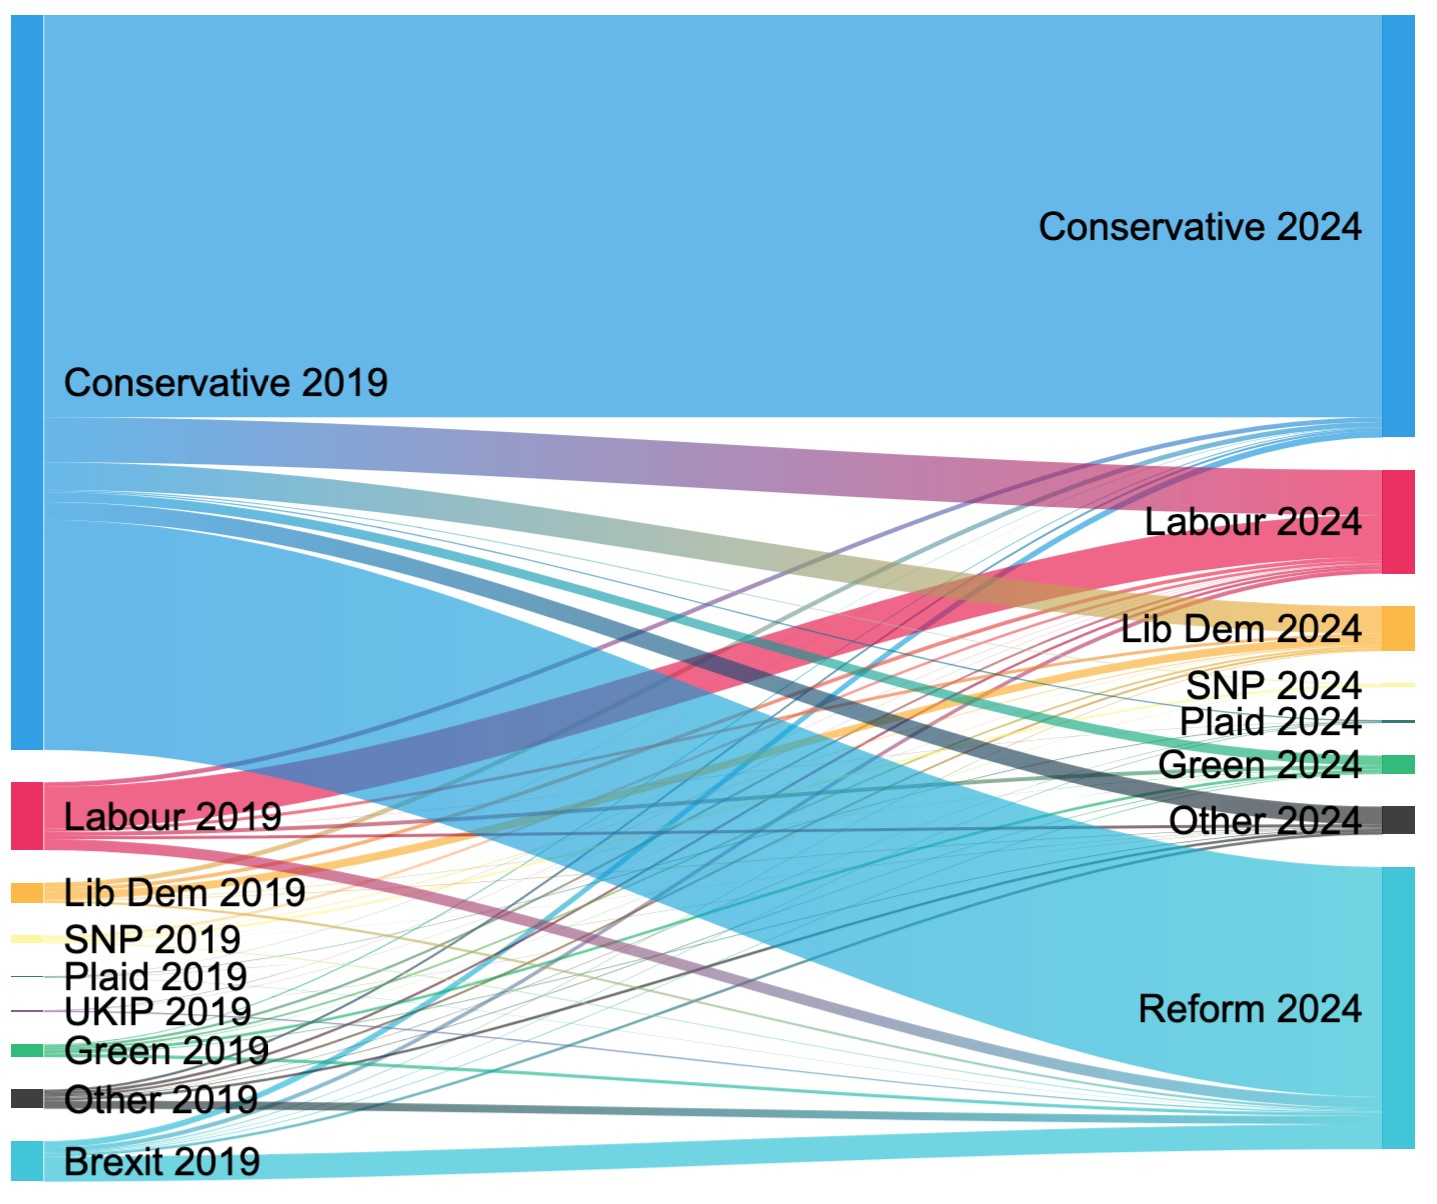 Conservative 2019
Labour 2019
Lib Dem 2019
SNP 2019
Plaid 2019
UKIP 2019
Green 2019
Other 2019
Brexit 2019
Conservative 2024
Labour 2024
Lib Dem 2024
SNP 2024
Plaid 2024
Green 2024
Other 2024
Reform 2024